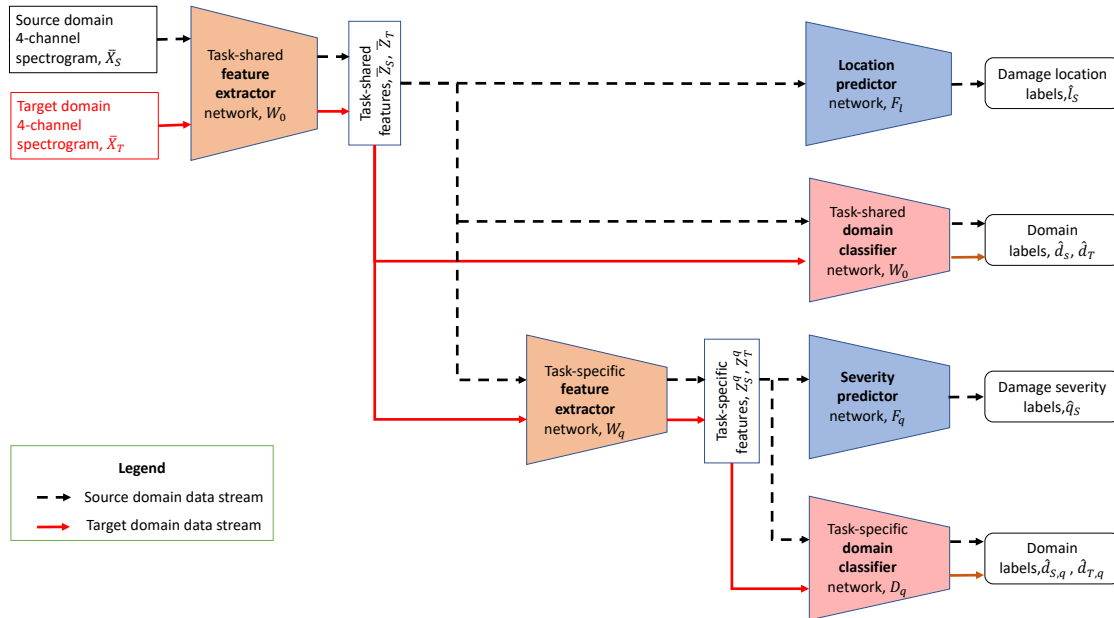 Source domain
4-channel
spectrogram, X̄_S
Target domain
4-channel
spectrogram, X̄_T
Task-shared
feature
extractor
network, W_0
Task-shared
features, Z̄_S, Z̄_T
Location
predictor
network, F_l
Damage location
labels,l̂_S
Task-shared
domain
classifier
network, W_0
Domain
labels, d̂_s, d̂_T
Task-specific
feature
extractor
network, W_q
Task-specific
features, Z_S^q, Z_T^q
Severity
predictor
network, F_q
Damage severity
labels,q̂_S
Task-specific
domain
classifier
network, D_q
Domain
labels,d̂_{S,q} , d̂_{T,q}
Legend
Source domain data stream
Target domain data stream